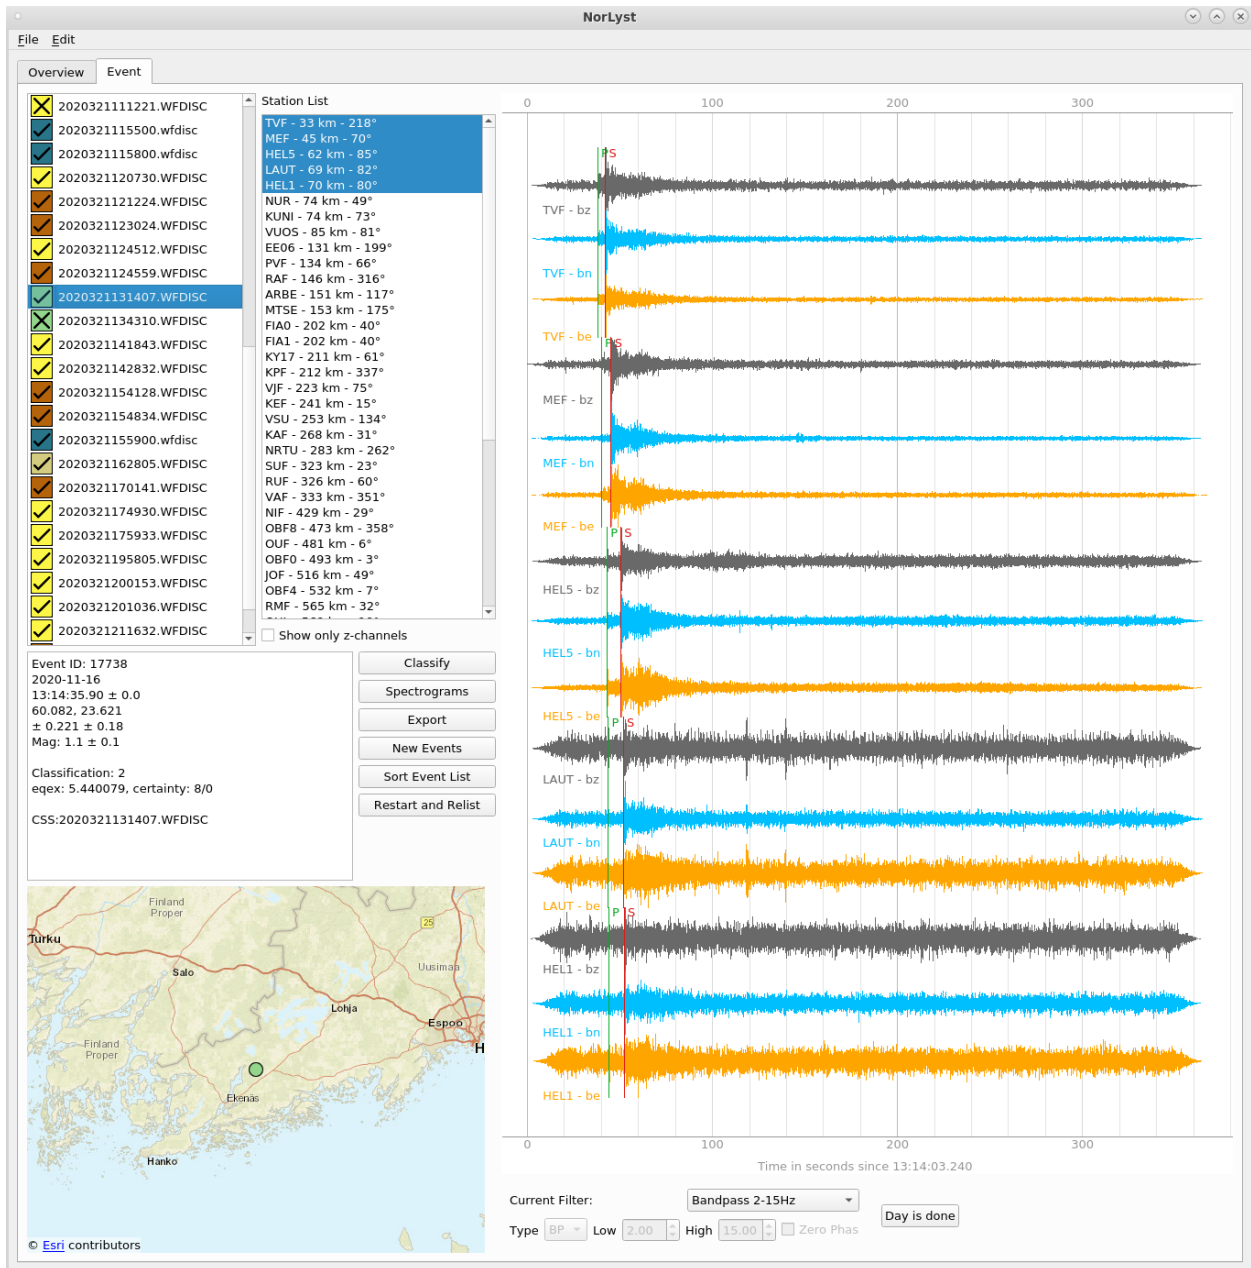 NorLyst
File Edit
Overview Event
2020321111221.WFDISC
2020321115500.wfdisc
2020321115800.wfdisc
2020321120730.WFDISC
2020321121224.WFDISC
2020321123024.WFDISC
2020321124512.WFDISC
2020321124559.WFDISC
2020321131407.WFDISC
2020321134310.WFDISC
2020321141843.WFDISC
2020321142832.WFDISC
2020321154128.WFDISC
2020321154834.WFDISC
2020321155900.wfdisc
2020321162805.WFDISC
2020321170141.WFDISC
2020321174930.WFDISC
2020321175933.WFDISC
2020321195805.WFDISC
2020321200153.WFDISC
2020321201036.WFDISC
2020321211632.WFDISC
Station List
TVF - 33 km - 218°
MEF - 45 km - 70°
HEL5 - 62 km - 85°
LAUT - 69 km - 82°
HEL1 - 70 km - 80°
NUR - 74 km - 49°
KUNI - 74 km - 73°
VUOS - 85 km - 81°
EE06 - 131 km - 199°
PVF - 134 km - 66°
RAF - 146 km - 316°
ARBE - 151 km - 117°
MTSE - 153 km - 175°
FIA0 - 202 km - 40°
FIA1 - 202 km - 40°
KY17 - 211 km - 61°
KPF - 212 km - 337°
VJF - 223 km - 75°
KEF - 241 km - 15°
VSU - 253 km - 134°
KAF - 268 km - 31°
NRTU - 283 km - 262°
SUF - 323 km - 23°
RUF - 326 km - 60°
VAF - 333 km - 351°
NIF - 429 km - 29°
OBF8 - 473 km - 358°
OUF - 481 km - 6°
OBF0 - 493 km - 3°
JOF - 516 km - 49°
OBF4 - 532 km - 7°
RMF - 565 km - 32°
Show only z-channels
Event ID: 17738
2020-11-16
13:14:35.90 ± 0.0
60.082, 23.621
± 0.221 ± 0.18
Mag: 1.1 ± 0.1
Classification: 2
eqex: 5.440079, certainty: 8/0
CSS:2020321131407.WFDISC
Classify
Spectrograms
Export
New Events
Sort Event List
Restart and Relist
Finland
Proper
25
Turku
Salo
Uusimaa
Lohja
Espoo
H
Finland
Proper
Ekenäs
Hanko
© Esri contributors
0 100 200 300
P S
TVF - bz
TVF - bn
TVF - be
P S
MEF - bz
MEF - bn
MEF - be
P S
HEL5 - bz
HEL5 - bn
HEL5 - be
P S
LAUT - bz
LAUT - bn
LAUT - be
P S
HEL1 - bz
HEL1 - bn
HEL1 - be
0 100 200 300
Time in seconds since 13:14:03.240
Current Filter: Bandpass 2-15Hz
Type BP Low 2.00 High 15.00 Zero Phas
Day is done